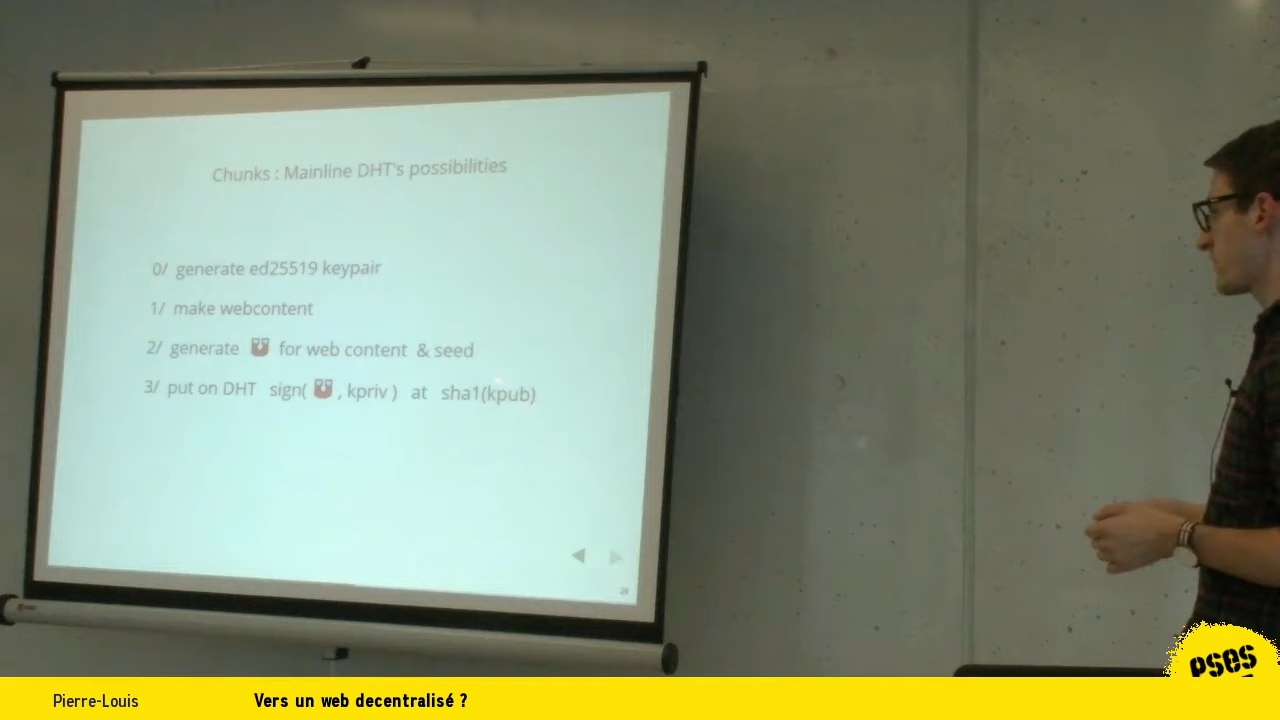 Chunks : Mainline DHT's possibilities
0/ generate ed25519 keypair
1/ make webcontent
2/ generate for web content & seed
3/ put on DHT sign( , kpriv ) at sha1(kpub)
PSES
Pierre-Louis Vers un web decentralisé ?